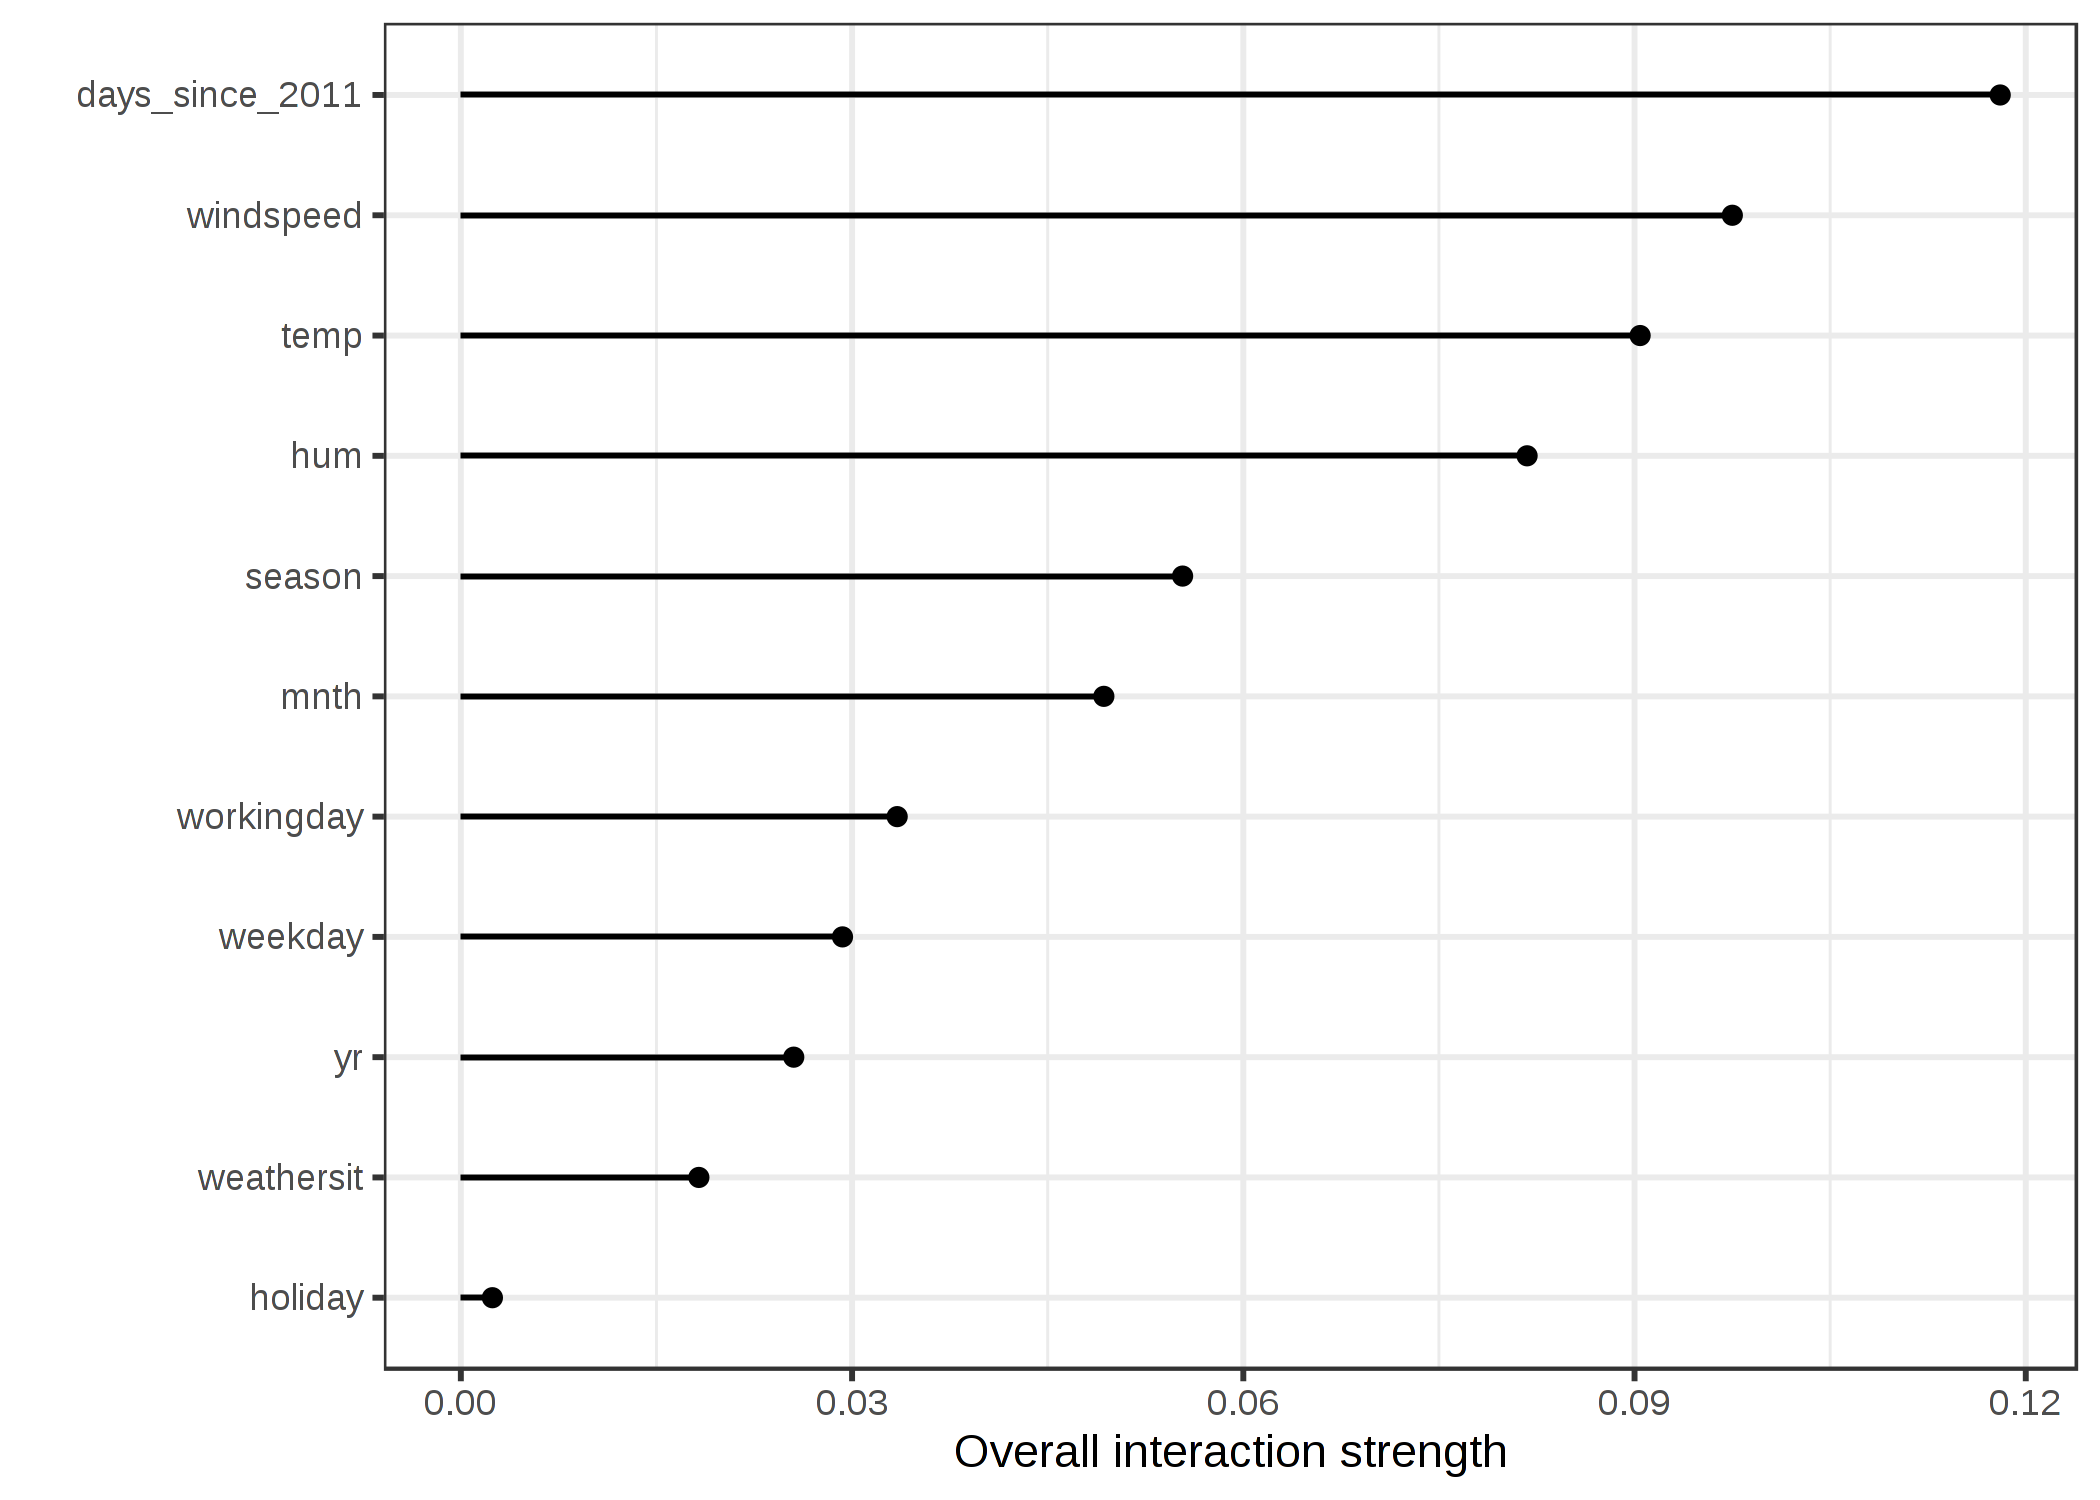 days_since_2011
windspeed
temp
hum
season
mnth
workingday
weekday
yr
weathersit
holiday
0.00 0.03 0.06 0.09 0.12
Overall interaction strength